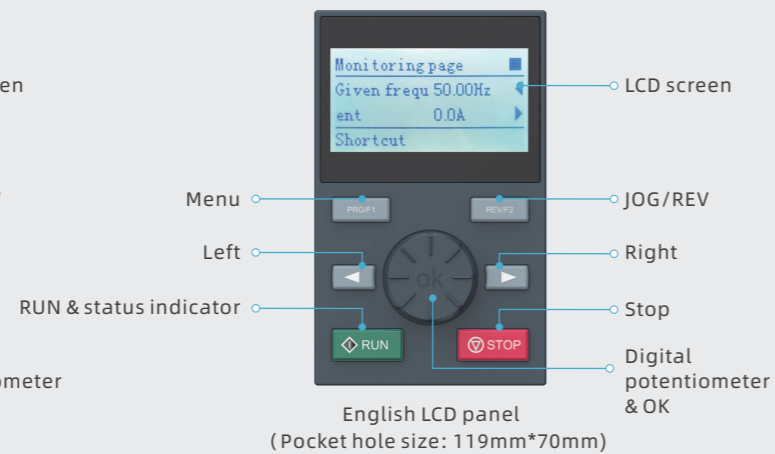 en
Monitoring page
Given frequ 50.00Hz
ent 0.0A
Shortcut
LCD screen
Menu
PRG/F1
REV/F2
JOG/REV
Left
ok
Right
RUN & status indicator
RUN
STOP
Stop
Digital
potentiometer
& OK
ometer
English LCD panel
(Pocket hole size: 119mm*70mm)